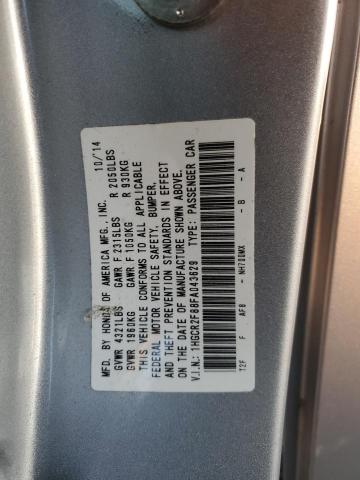 MFD. BY HONDA OF AMERICA MFG., INC. 10/'14
GVWR 4321LBS GAWR F 2315LBS R 2050LBS
GVWR 1960KG GAWR F 1050KG R 930KG
THIS VEHICLE CONFORMS TO ALL APPLICABLE
FEDERAL MOTOR VEHICLE SAFETY, BUMPER,
AND THEFT PREVENTION STANDARDS IN EFFECT
ON THE DATE OF MANUFACTURE SHOWN ABOVE.
V.I.N.: 1HGCR2F88FA043629 TYPE: PASSENGER CAR
T2F F AF8 - NH700MX - B - A